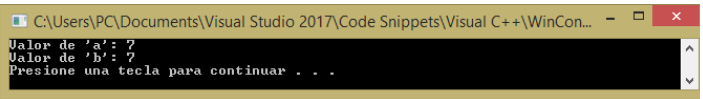 C:\Users\PC\Documents\Visual Studio 2017\Code Snippets\Visual C++\WinCon...
Valor de 'a': 7
Valor de 'b': 7
Presione una tecla para continuar . . .